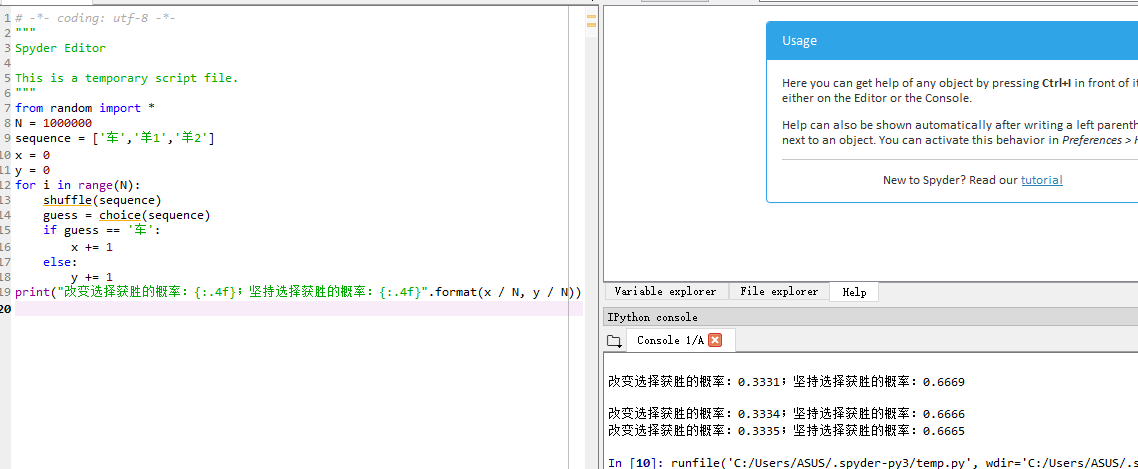 1 # -*- coding: utf-8 -*-
2 """
3 Spyder Editor
4
5 This is a temporary script file.
6 """
7 from random import *
8 N = 1000000
9 sequence = ['车','羊1','羊2']
10 x = 0
11 y = 0
12 for i in range(N):
13     shuffle(sequence)
14     guess = choice(sequence)
15     if guess == '车':
16         x += 1
17     else:
18         y += 1
19 print("改变选择获胜的概率: {:.4f}; 坚持选择获胜的概率: {:.4f}".format(x / N, y / N))
20
Usage
Here you can get help of any object by pressing Ctrl+I in front of it
either on the Editor or the Console.
Help can also be shown automatically after writing a left parenth
next to an object. You can activate this behavior in Preferences >
New to Spyder? Read our tutorial
Variable explorer File explorer Help
IPython console
Console 1/A
改变选择获胜的概率: 0.3331; 坚持选择获胜的概率: 0.6669
改变选择获胜的概率: 0.3334; 坚持选择获胜的概率: 0.6666
改变选择获胜的概率: 0.3335; 坚持选择获胜的概率: 0.6665
In [10]: runfile('C:/Users/ASUS/.spyder-py3/temp.py', wdir='C:/Users/ASUS/.s